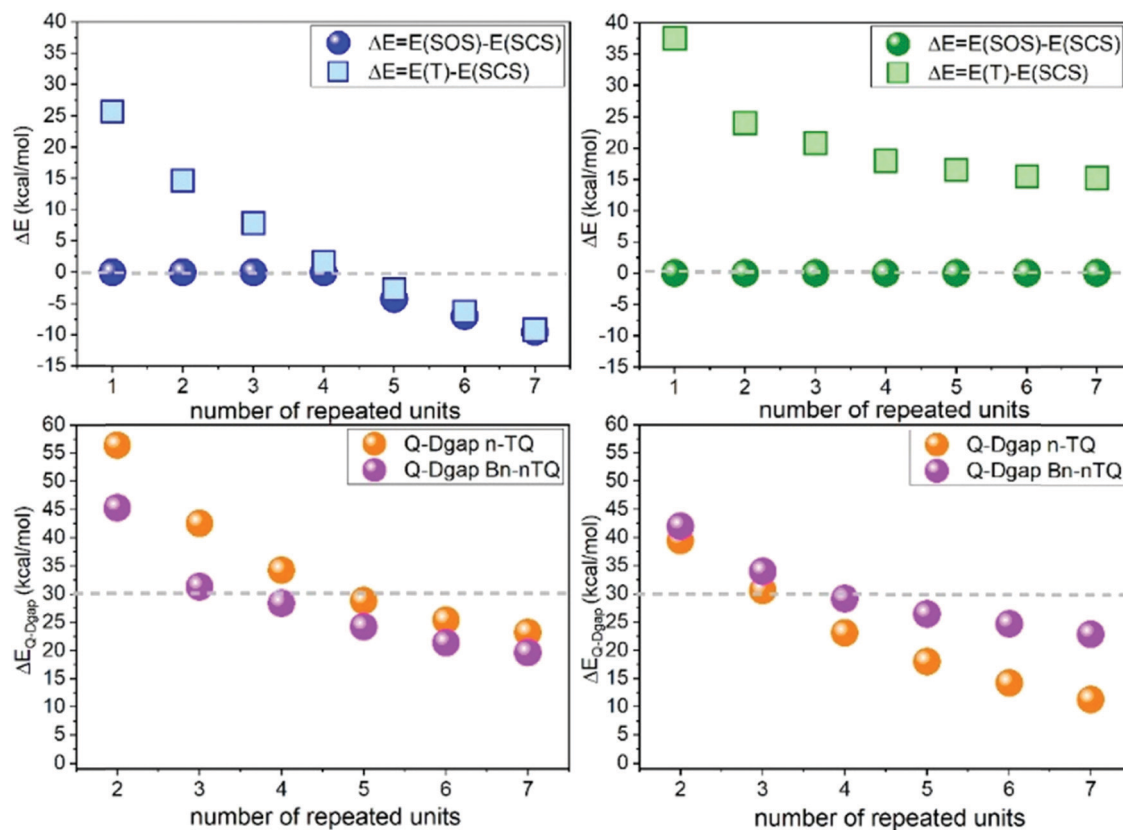 40
35
30
25
20
15
10
5
0
-5
-10
-15
ΔE (kcal/mol)
ΔE=E(SOS)-E(SCS)
ΔE=E(T)-E(SCS)
1 2 3 4 5 6 7
number of repeated units
40
35
30
25
20
15
10
5
0
-5
-10
-15
ΔE (kcal/mol)
ΔE=E(SOS)-E(SCS)
ΔE=E(T)-E(SCS)
1 2 3 4 5 6 7
number of repeated units
60
55
50
45
40
35
30
25
20
15
10
5
0
ΔE Q-Dgap (kcal/mol)
Q-Dgap n-TQ
Q-Dgap Bn-nTQ
2 3 4 5 6 7
number of repeated units
60
55
50
45
40
35
30
25
20
15
10
5
0
ΔE Q-Dgap (kcal/mol)
Q-Dgap n-TQ
Q-Dgap Bn-nTQ
2 3 4 5 6 7
number of repeated units